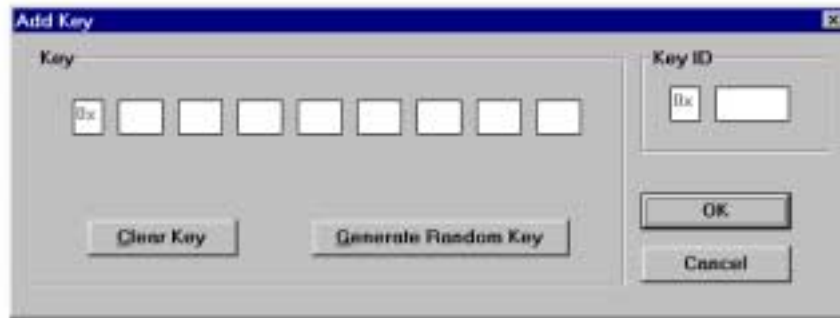 Add Key
Key
Key ID
0x
0x
Clear Key
Generate Random Key
OK
Cancel